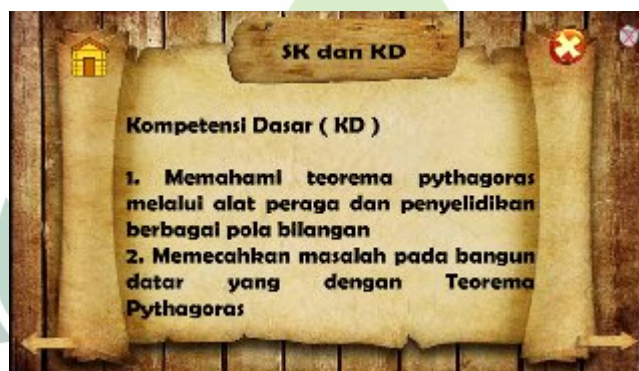 SK dan KD
Kompetensi Dasar ( KD )
1. Memahami teorema pythagoras
melalui alat peraga dan penyelidikan
berbagai pola bilangan
2. Memecahkan masalah pada bangun
datar yang dengan Teorema
Pythagoras